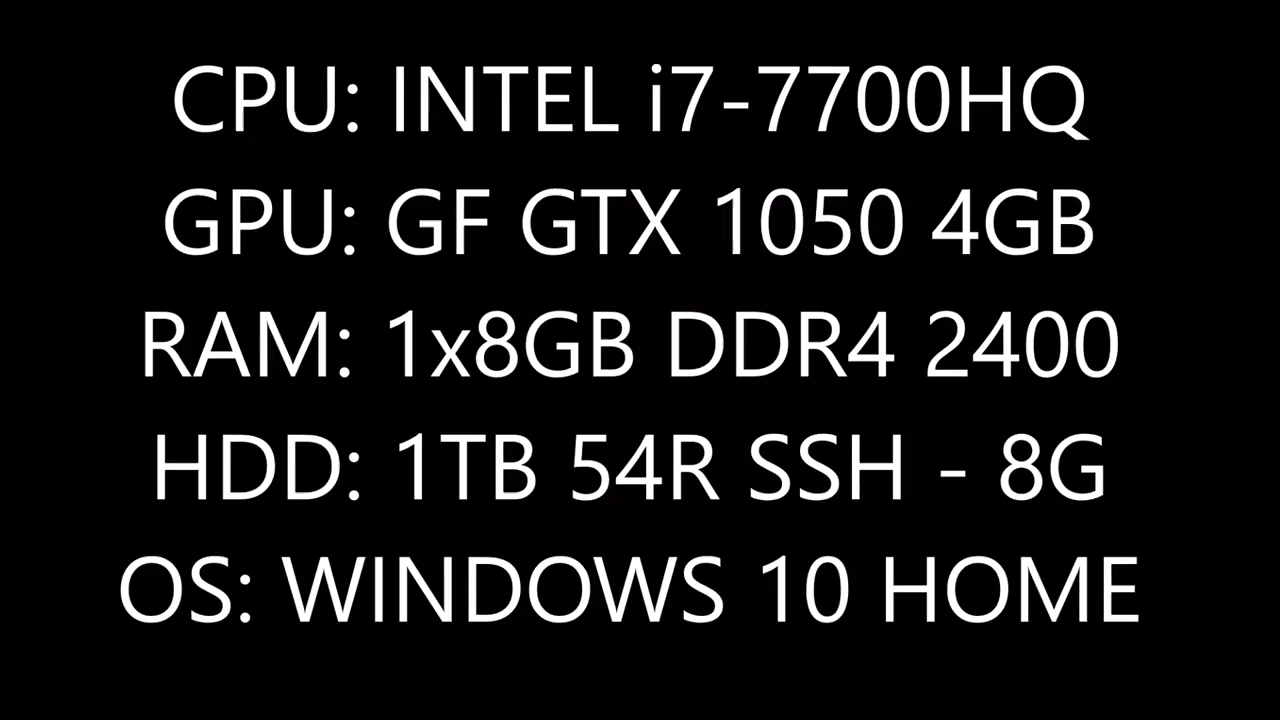 CPU: INTEL i7-7700HQ
GPU: GF GTX 1050 4GB
RAM: 1x8GB DDR4 2400
HDD: 1TB 54R SSH - 8G
OS: WINDOWS 10 HOME